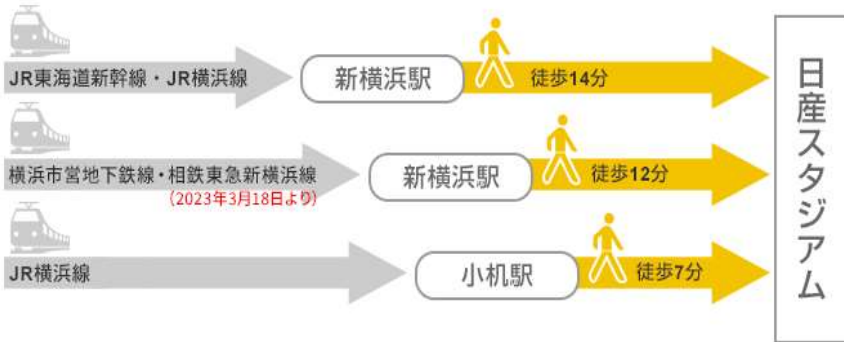 JR東海道新幹線・JR横浜線
新横浜駅
徒歩14分
横浜市営地下鉄線・相鉄東急新横浜線
(2023年3月18日より)
新横浜駅
徒歩12分
JR横浜線
小机駅
徒歩7分
日産スタジアム